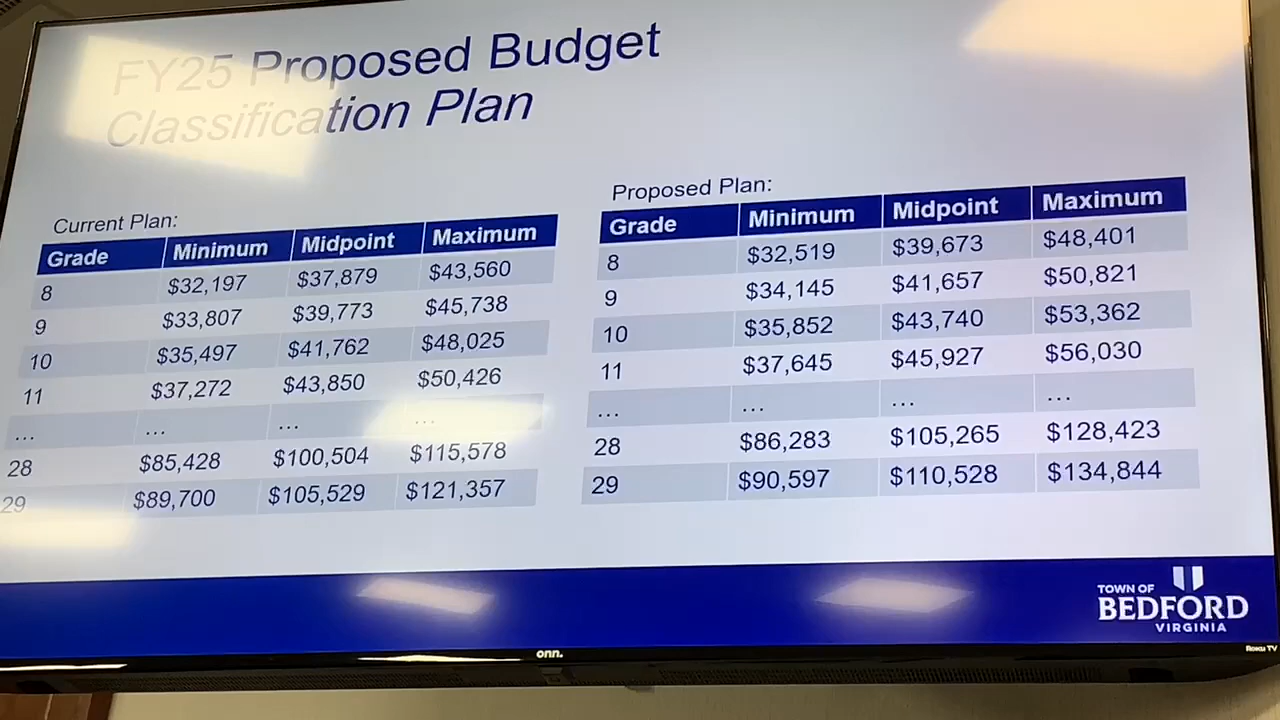 FY25 Proposed Budget
Classification Plan
Current Plan:
Grade Minimum Midpoint Maximum
8 $32,197 $37,879 $43,560
9 $33,807 $39,773 $45,738
10 $35,497 $41,762 $48,025
11 $37,272 $43,850 $50,426
... ... ... ...
28 $85,428 $100,504 $115,578
29 $89,700 $105,529 $121,357
Proposed Plan:
Grade Minimum Midpoint Maximum
8 $32,519 $39,673 $48,401
9 $34,145 $41,657 $50,821
10 $35,852 $43,740 $53,362
11 $37,645 $45,927 $56,030
... ... ... ...
28 $86,283 $105,265 $128,423
29 $90,597 $110,528 $134,844
TOWN OF
BEDFORD
VIRGINIA
onn.
Roku TV